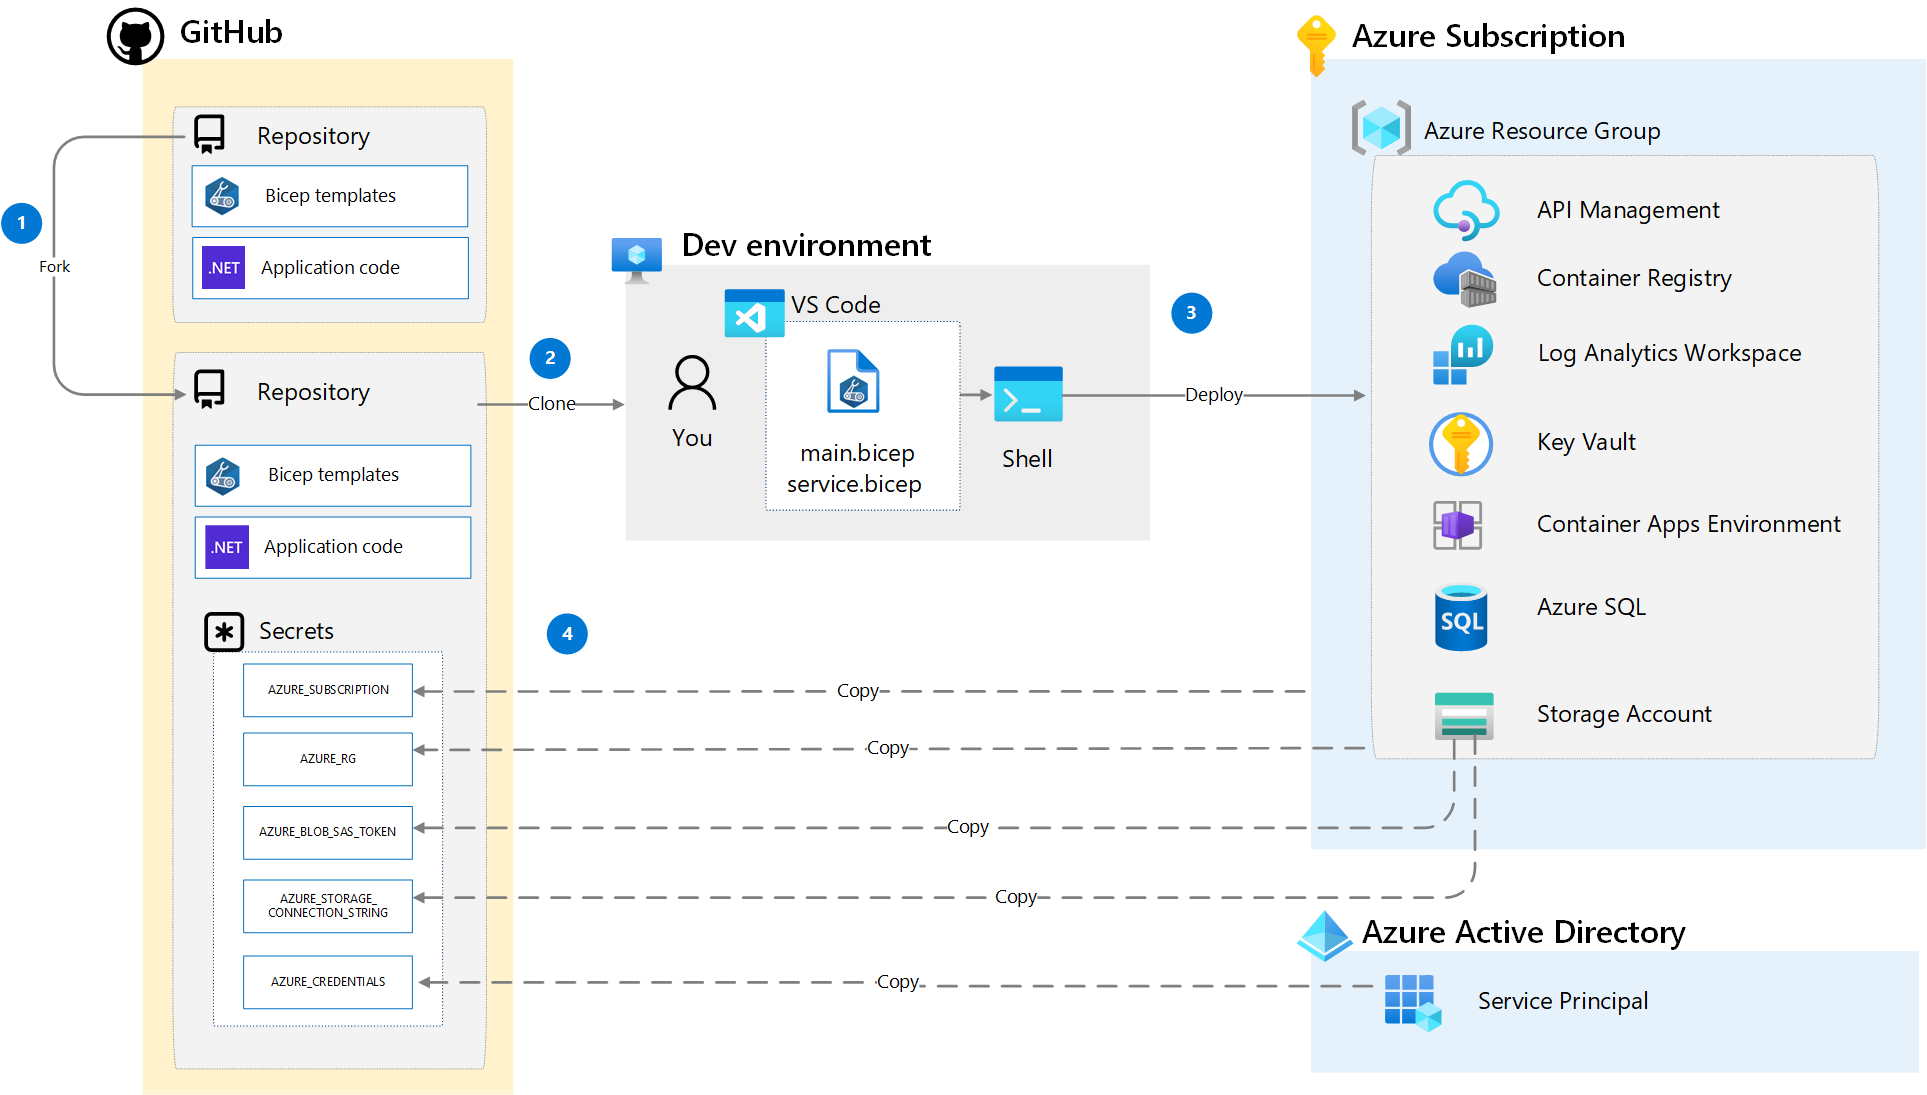 GitHub
Repository
Bicep templates
.NET
Application code
1
Fork
Repository
Bicep templates
.NET
Application code
Secrets
AZURE_SUBSCRIPTION
AZURE_RG
AZURE_BLOB_SAS_TOKEN
AZURE_STORAGE_
CONNECTION_STRING
AZURE_CREDENTIALS
2
Clone
Dev environment
VS Code
You
main.bicep
service.bicep
Shell
3
Deploy
4
Copy
Copy
Copy
Copy
Copy
Azure Subscription
Azure Resource Group
API Management
Container Registry
Log Analytics Workspace
Key Vault
Container Apps Environment
SQL
Azure SQL
Storage Account
Azure Active Directory
Service Principal